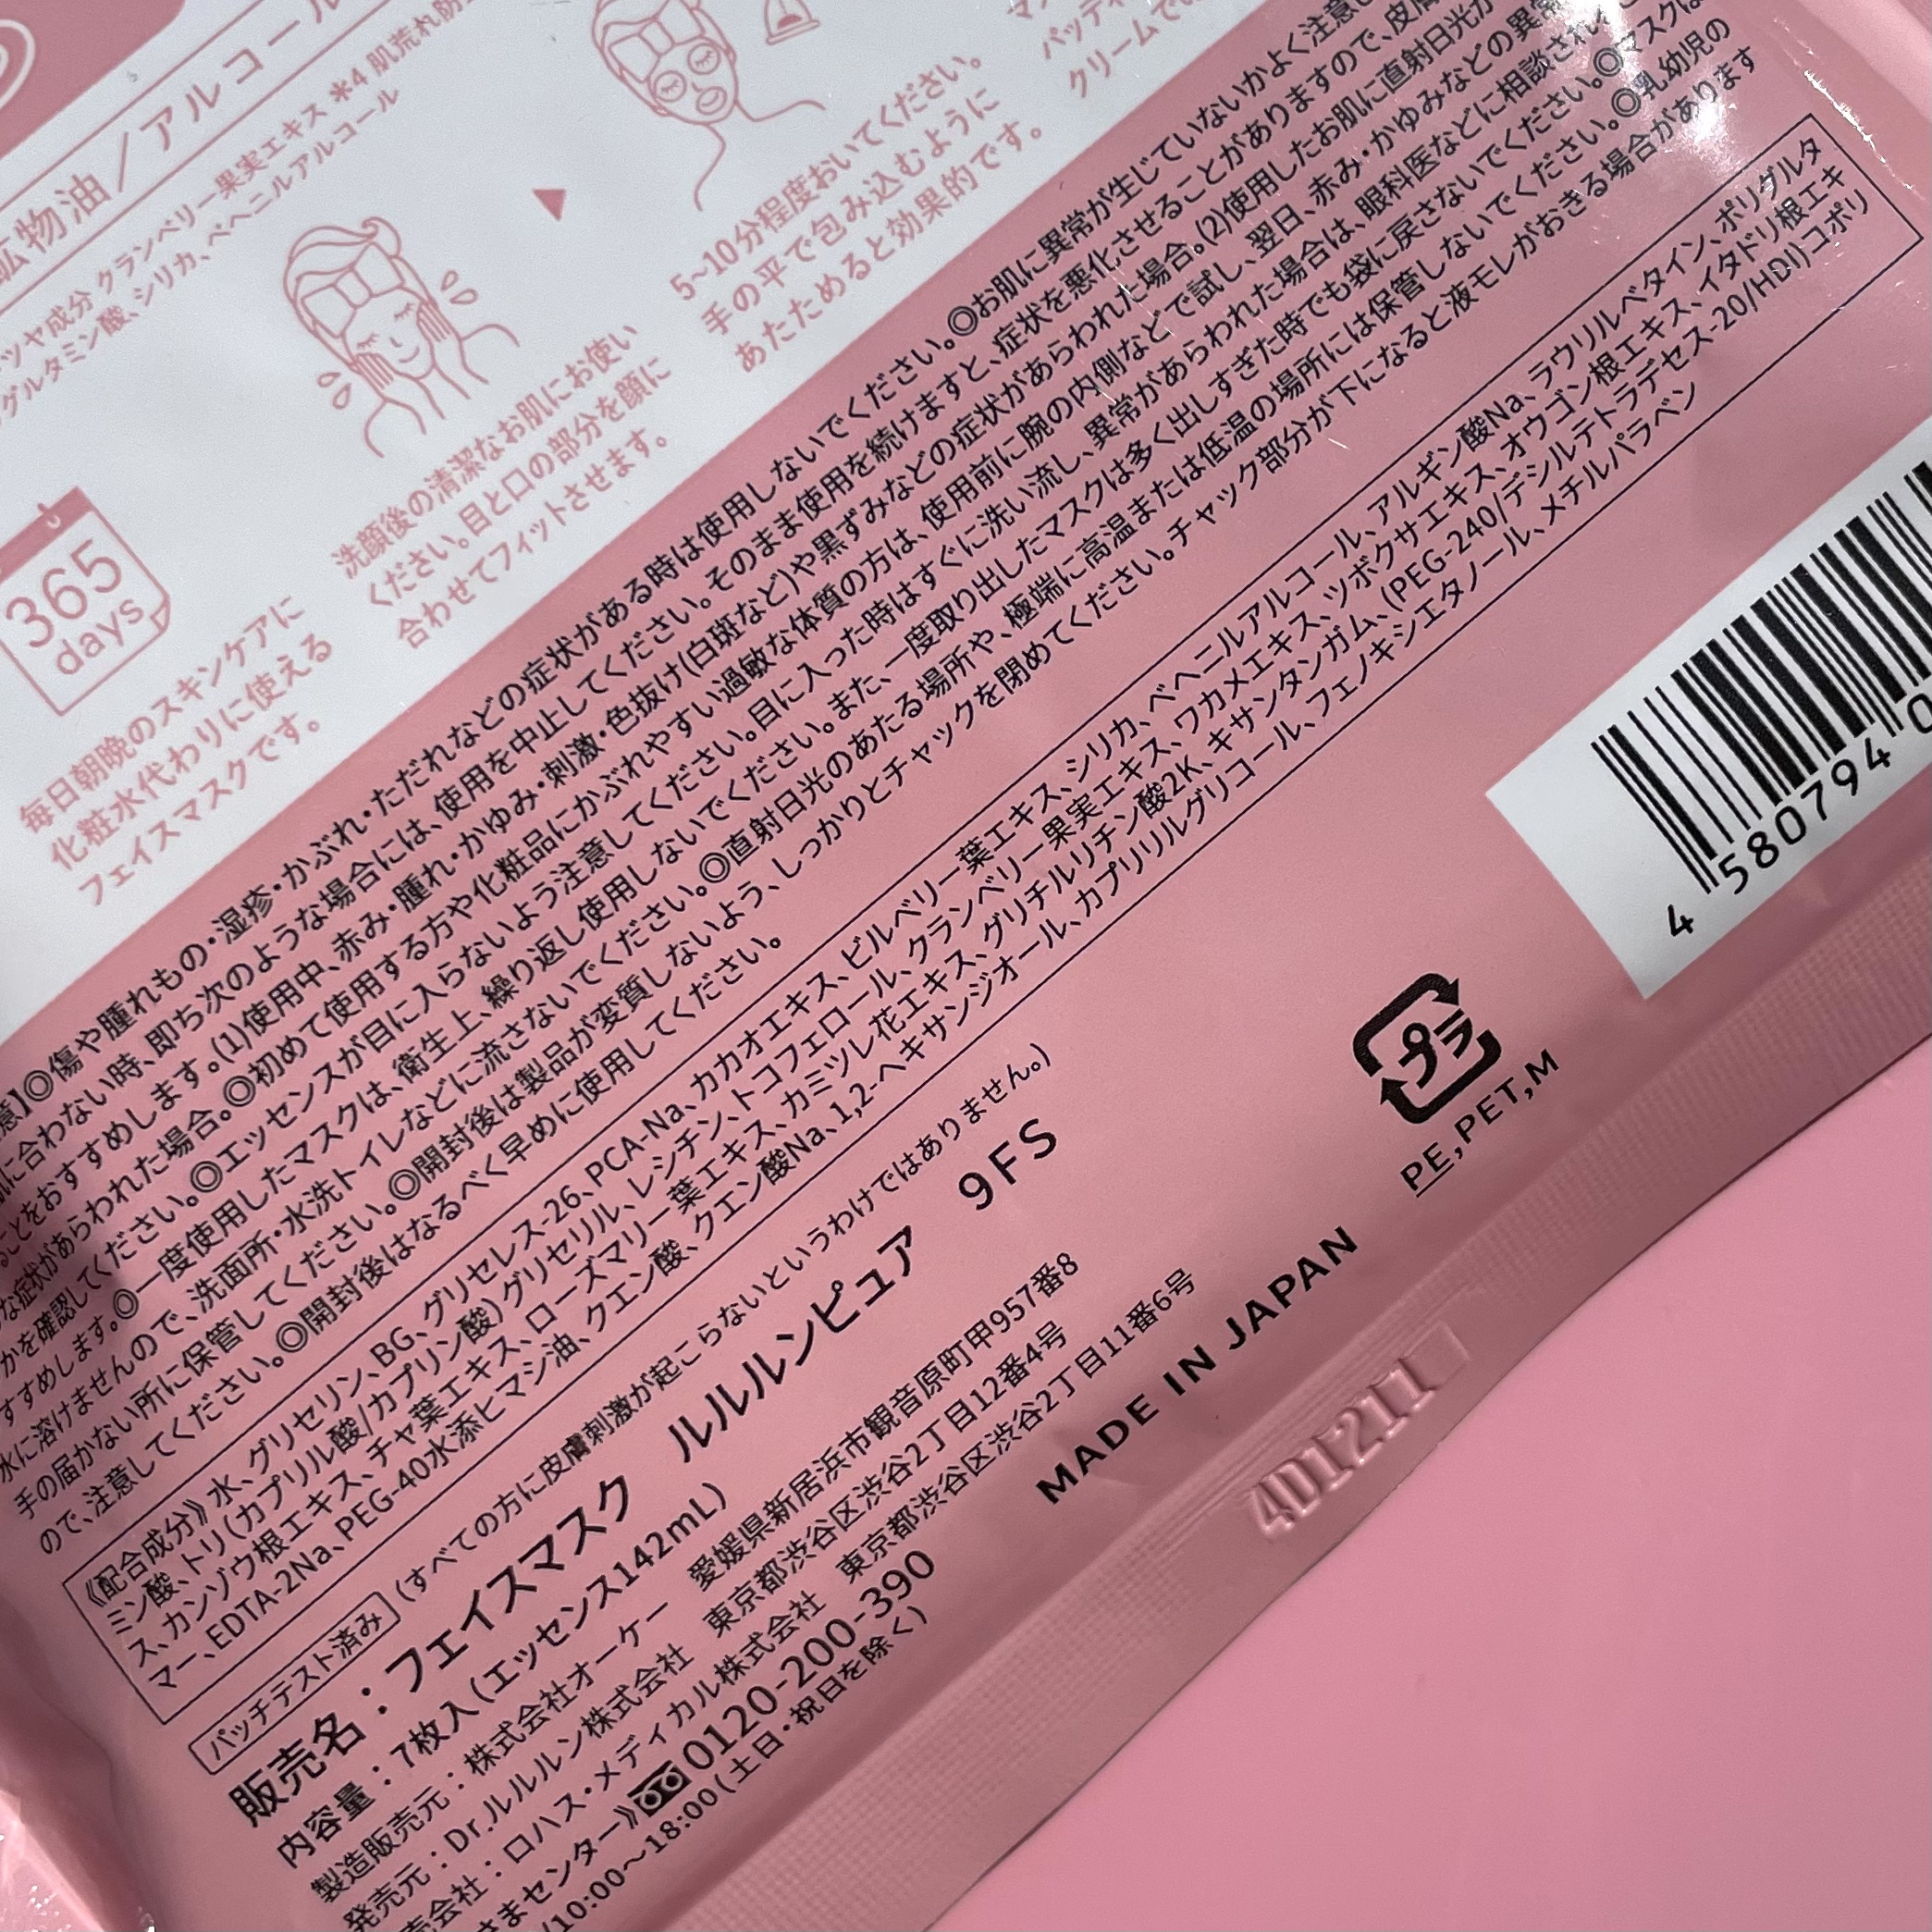 鉱物油／アルコール
ツヤ成分 クランベリー果実エキス ＊4 肌荒れ防止
グルタミン酸、シリカ、ベヘニルアルコール
365
days
毎日朝晩のスキンケアに
化粧水代わりに使える
フェイスマスクです。
洗顔後の清潔なお肌にお使い
ください。目と口の部分を顔に
合わせてフィットさせます。
5~10分程度おいてください。
手の平で包み込むように
あたためると効果的です。
パッティ
クリームで
意】◎傷や腫れもの・湿疹・かぶれ・ただれなどの症状がある時は使用しないでください。◎お肌に異常が生じていないかよく注意し
肌に合わない時、即ち次のような場合には、使用を中止してください。そのまま使用を続けますと、症状を悪化させることがありますので、皮膚
ることをおすすめします。(1)使用中、赤み・腫れ・かゆみ・刺激・色抜け(白斑など)や黒ずみなどの症状があらわれた場合。(2)使用したお肌に直射日光が
な症状があらわれた場合。◎初めて使用する方や化粧品にかぶれやすい過敏な体質の方は、使用前に腕の内側などで試し、翌日、赤み・かゆみなどの異常
かを確認してください。◎エッセンスが目に入らないよう注意してください。目に入った時はすぐに洗い流し、異常があらわれた場合は、眼科医などに相談され
すすめします。◎一度使用したマスクは、衛生上、繰り返し使用しないでください。また、一度取り出したマスクは多く出しすぎた時でも袋に戻さないでください。◎マスクは
水に溶けませんので、洗面所・水洗トイレなどに流さないでください。◎直射日光のあたる場所や、極端に高温または低温の場所には保管しないでください。◎乳幼児の
手の届かない所に保管してください。◎開封後は製品が変質しないよう、しっかりとチャックを閉めてください。チャック部分が下になると液モレがおきる場合があります
ので、注意してください。◎開封後はなるべく早めに使用してください。
《配合成分》水、グリセリン、BG、グリセレス-26、PCA-Na、カカオエキス、ビルベリー葉エキス、シリカ、ベヘニルアルコール、アルギン酸Na、ラウリルベタイン、ポリグルタ
ミン酸、トリ(カプリル酸/カプリン酸)グリセリル、レシチン、トコフェロール、クランベリー果実エキス、ワカメエキス、ツボクサエキス、オウゴン根エキス、イタドリ根エキ
ス、カンゾウ根エキス、チャ葉エキス、ローズマリー葉エキス、カミツレ花エキス、グリチルリチン酸2K、キサンタンガム、(PEG-240/デシルテトラデセス-20/HDI)コポリ
マー、EDTA-2Na、PEG-40水添ヒマシ油、クエン酸、クエン酸Na、1,2-ヘキサンジオール、カプリリルグリコール、フェノキシエタノール、メチルパラベン
パッチテスト済み (すべての方に皮膚刺激が起こらないというわけではありません。)
販売名：フェイスマスク ルルルンピュア 9FS
内容量：7枚入(エッセンス142mL)
製造販売元：株式会社オーケー 愛媛県新居浜市観音原町甲957番8
発売元：Dr.ルルルン株式会社 東京都渋谷区渋谷2丁目12番4号
売会社：ロハス・メディカル株式会社 東京都渋谷区渋谷2丁目11番6号
さまセンター》0120-200-390
/10:00～18:00(土日・祝日を除く)
MADE IN JAPAN
プラ
PE,PET,M
4 580794 0
4D1211